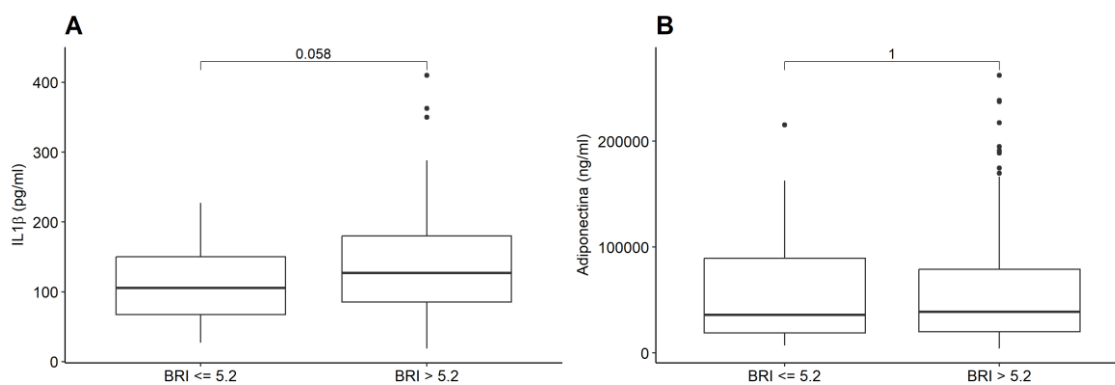 A
0.058
IL1β (pg/ml)
400
300
200
100
0
BRI <= 5.2
BRI > 5.2
B
1
Adiponectina (ng/ml)
200000
100000
0
BRI <= 5.2
BRI > 5.2